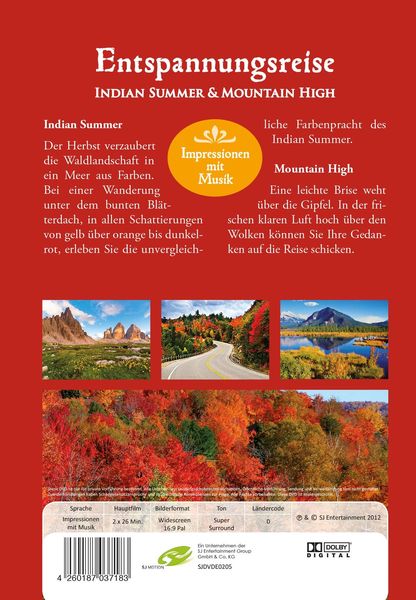 Entspannungsreise
INDIAN SUMMER & MOUNTAIN HIGH
Indian Summer
Der Herbst verzaubert
die Waldlandschaft in
ein Meer aus Farben.
Bei einer Wanderung
unter dem bunten Blät-
terdach, in allen Schattierungen
von gelb über orange bis dunkel-
rot, erleben Sie die unvergleich-
Impressionen
mit
Musik
liche Farbenpracht des
Indian Summer.
Mountain High
Eine leichte Brise weht
über die Gipfel. In der fri-
schen klaren Luft hoch über den
Wolken können Sie Ihre Gedan-
ken auf die Reise schicken.
Sprache Hauptfilm Bildformat Ton Ländercode
Impressionen mit Musik
2 x 26 Min.
Widescreen 16:9 Pal
Super Surround
0
℗ & © SJ Entertainment 2012
SJ MOTION
Ein Unternehmen der
SJ Entertainment Group
GmbH & Co. KG
SJDVDE0205
DOLBY
DIGITAL
4 260187 037183